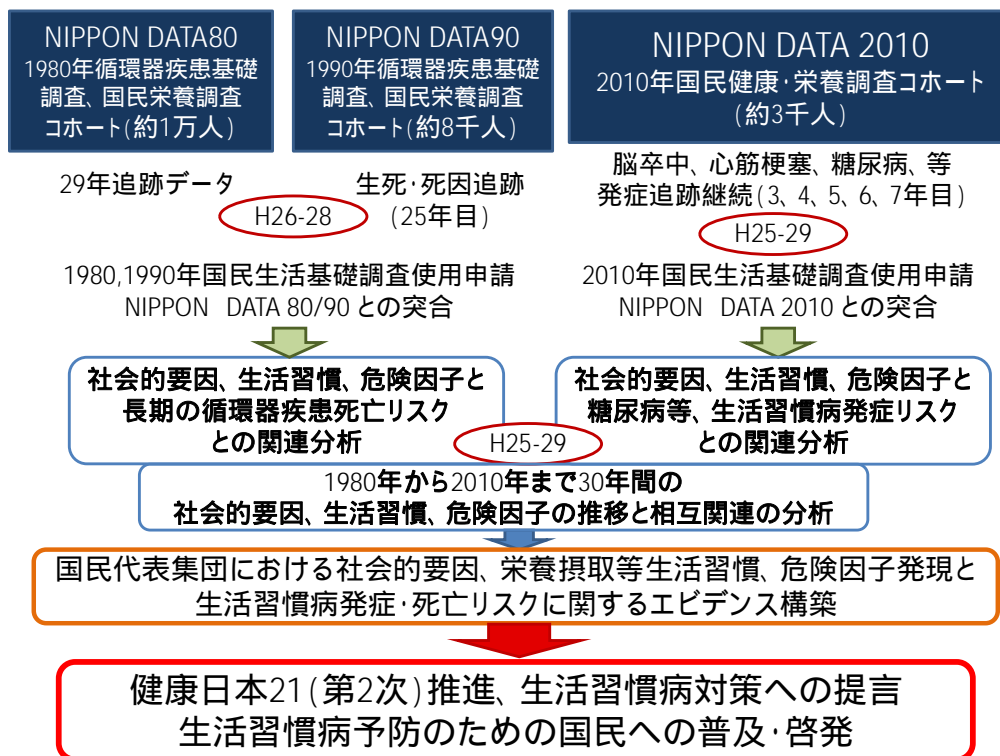 NIPPON DATA80
1980年循環器疾患基礎
調査、国民栄養調査
コホート(約1万人)
NIPPON DATA90
1990年循環器疾患基礎
調査、国民栄養調査
コホート(約8千人)
NIPPON DATA 2010
2010年国民健康・栄養調査コホート
(約3千人)
29年追跡データ
生死・死因追跡
(25年目)
H26-28
脳卒中、心筋梗塞、糖尿病、等
発症追跡継続(3、4、5、6、7年目)
H25-29
1980,1990年国民生活基礎調査使用申請
NIPPON DATA 80/90 との突合
2010年国民生活基礎調査使用申請
NIPPON DATA 2010 との突合
社会的要因、生活習慣、危険因子と
長期の循環器疾患死亡リスク
との関連分析
社会的要因、生活習慣、危険因子と
糖尿病等、生活習慣病発症リスク
との関連分析
H25-29
1980年から2010年まで30年間の
社会的要因、生活習慣、危険因子の推移と相互関連の分析
国民代表集団における社会的要因、栄養摂取等生活習慣、危険因子発現と
生活習慣病発症・死亡リスクに関するエビデンス構築
健康日本21(第2次)推進、生活習慣病対策への提言
生活習慣病予防のための国民への普及・啓発